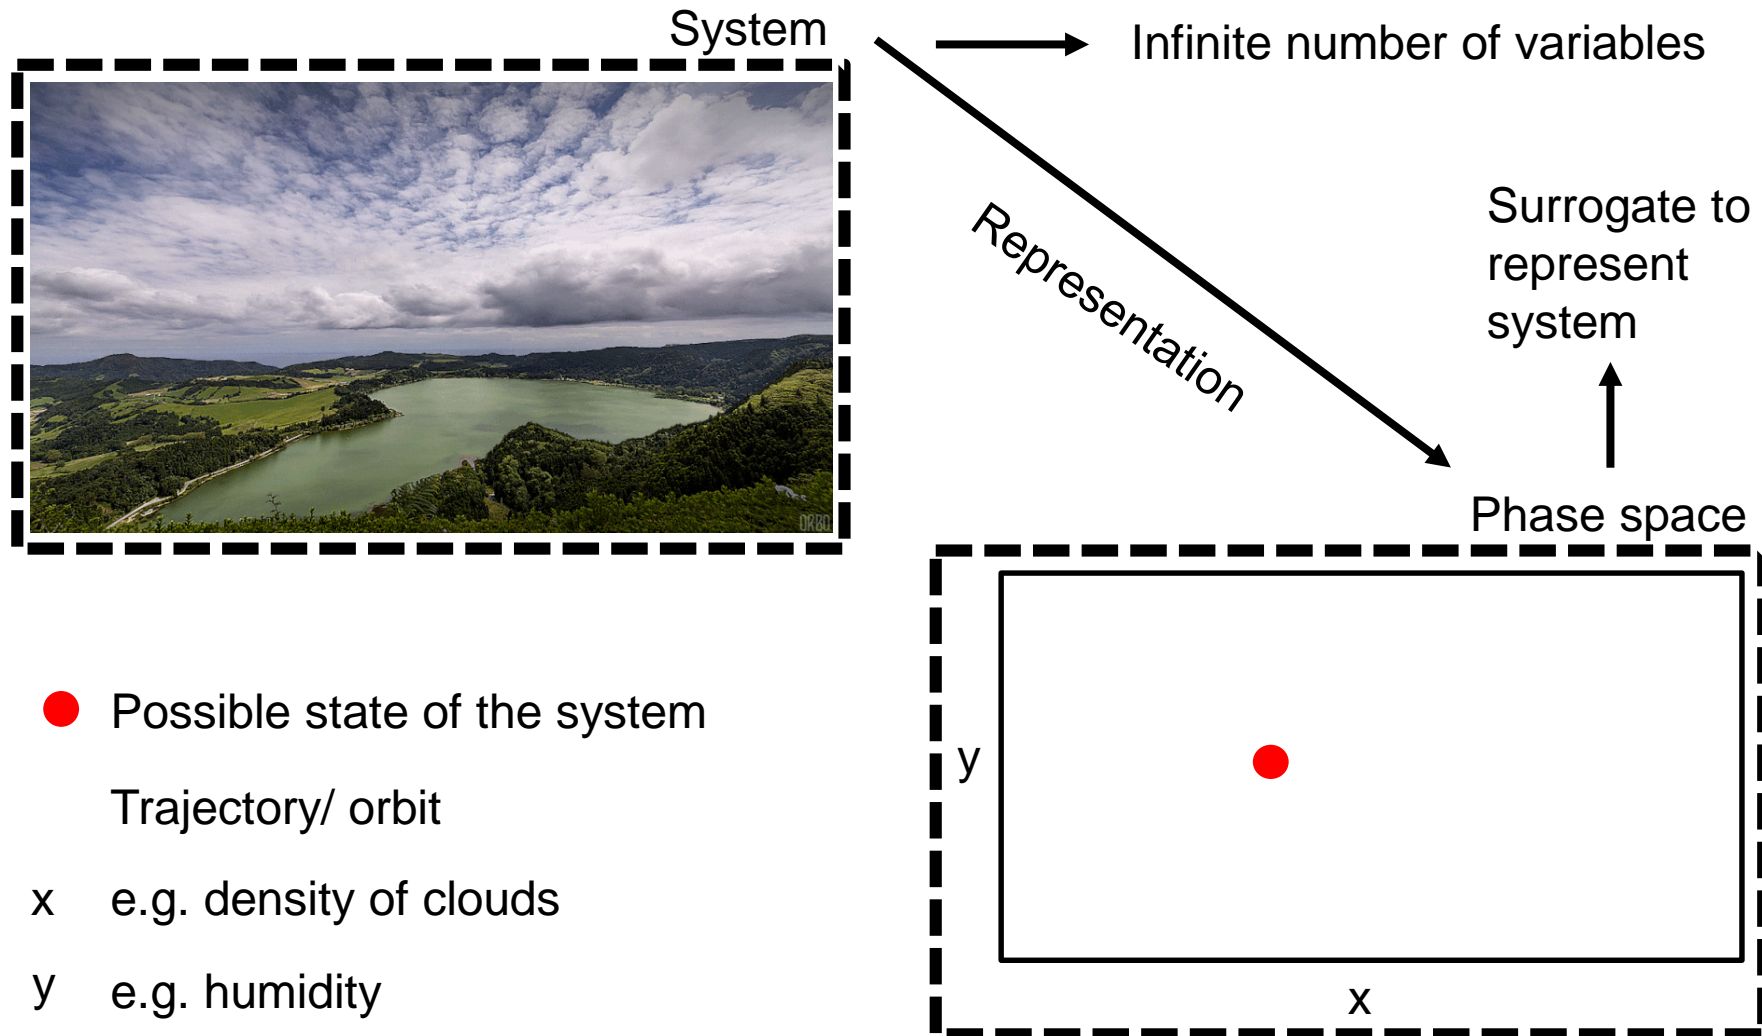 System
Infinite number of variables
Representation
Surrogate to
represent
system
Phase space
ORBO
Possible state of the system
Trajectory/ orbit
x e.g. density of clouds
y e.g. humidity
y
x